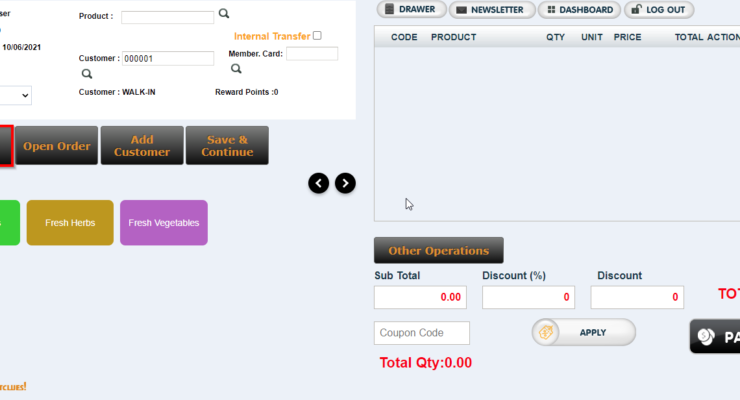 ser
Product :
10/06/2021
Internal Transfer
Customer : 000001
Member. Card:
Customer : WALK-IN
Reward Points :0
Open Order
Add Customer
Save & Continue
Fresh Herbs
Fresh Vegetables
DRAWER
NEWSLETTER
DASHBOARD
LOG OUT
CODE PRODUCT QTY UNIT PRICE TOTAL ACTION
Other Operations
Sub Total Discount (%) Discount
0.00 0 0
TOT
Coupon Code
APPLY
PA
Total Qty:0.00